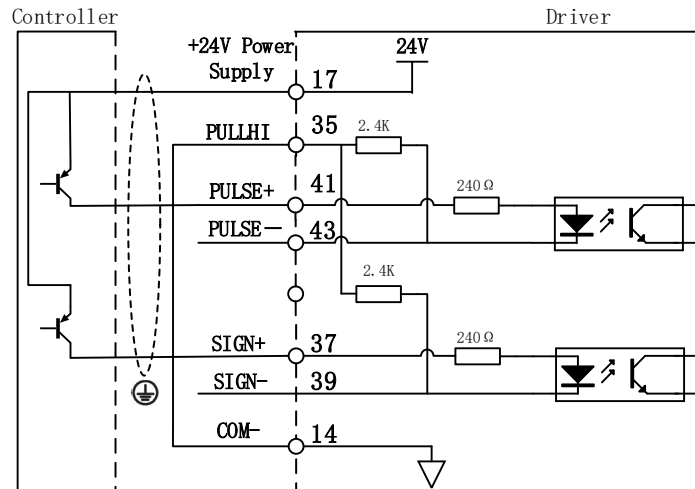 Controller
Driver
+24V Power
Supply
24V
17
PULLHI
35
2.4K
PULSE+
41
240Ω
PULSE-
43
2.4K
SIGN+
37
240Ω
SIGN-
39
COM-
14